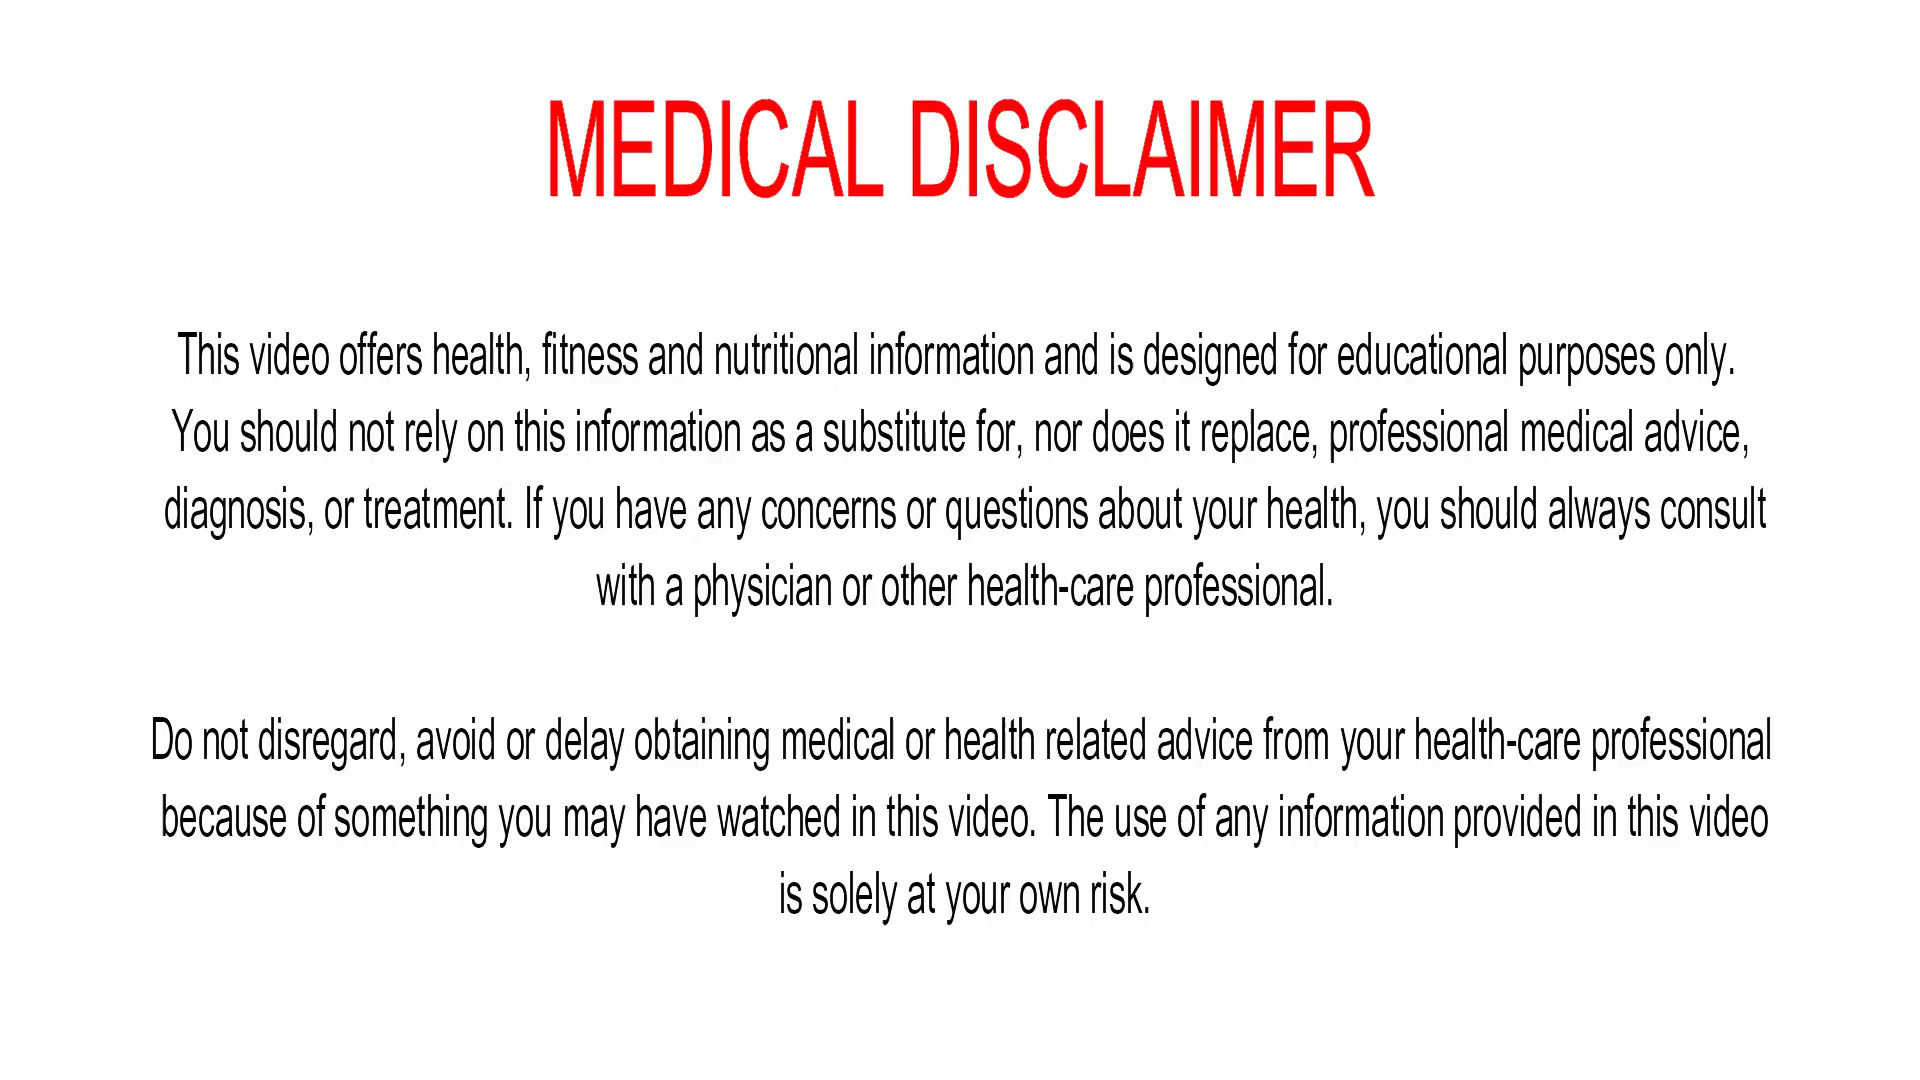 MEDICAL DISCLAIMER
This video offers health, fitness and nutritional information and is designed for educational purposes only.
You should not rely on this information as a substitute for, nor does it replace, professional medical advice,
diagnosis, or treatment. If you have any concerns or questions about your health, you should always consult
with a physician or other health-care professional.
Do not disregard, avoid or delay obtaining medical or health related advice from your health-care professional
because of something you may have watched in this video. The use of any information provided in this video
is solely at your own risk.